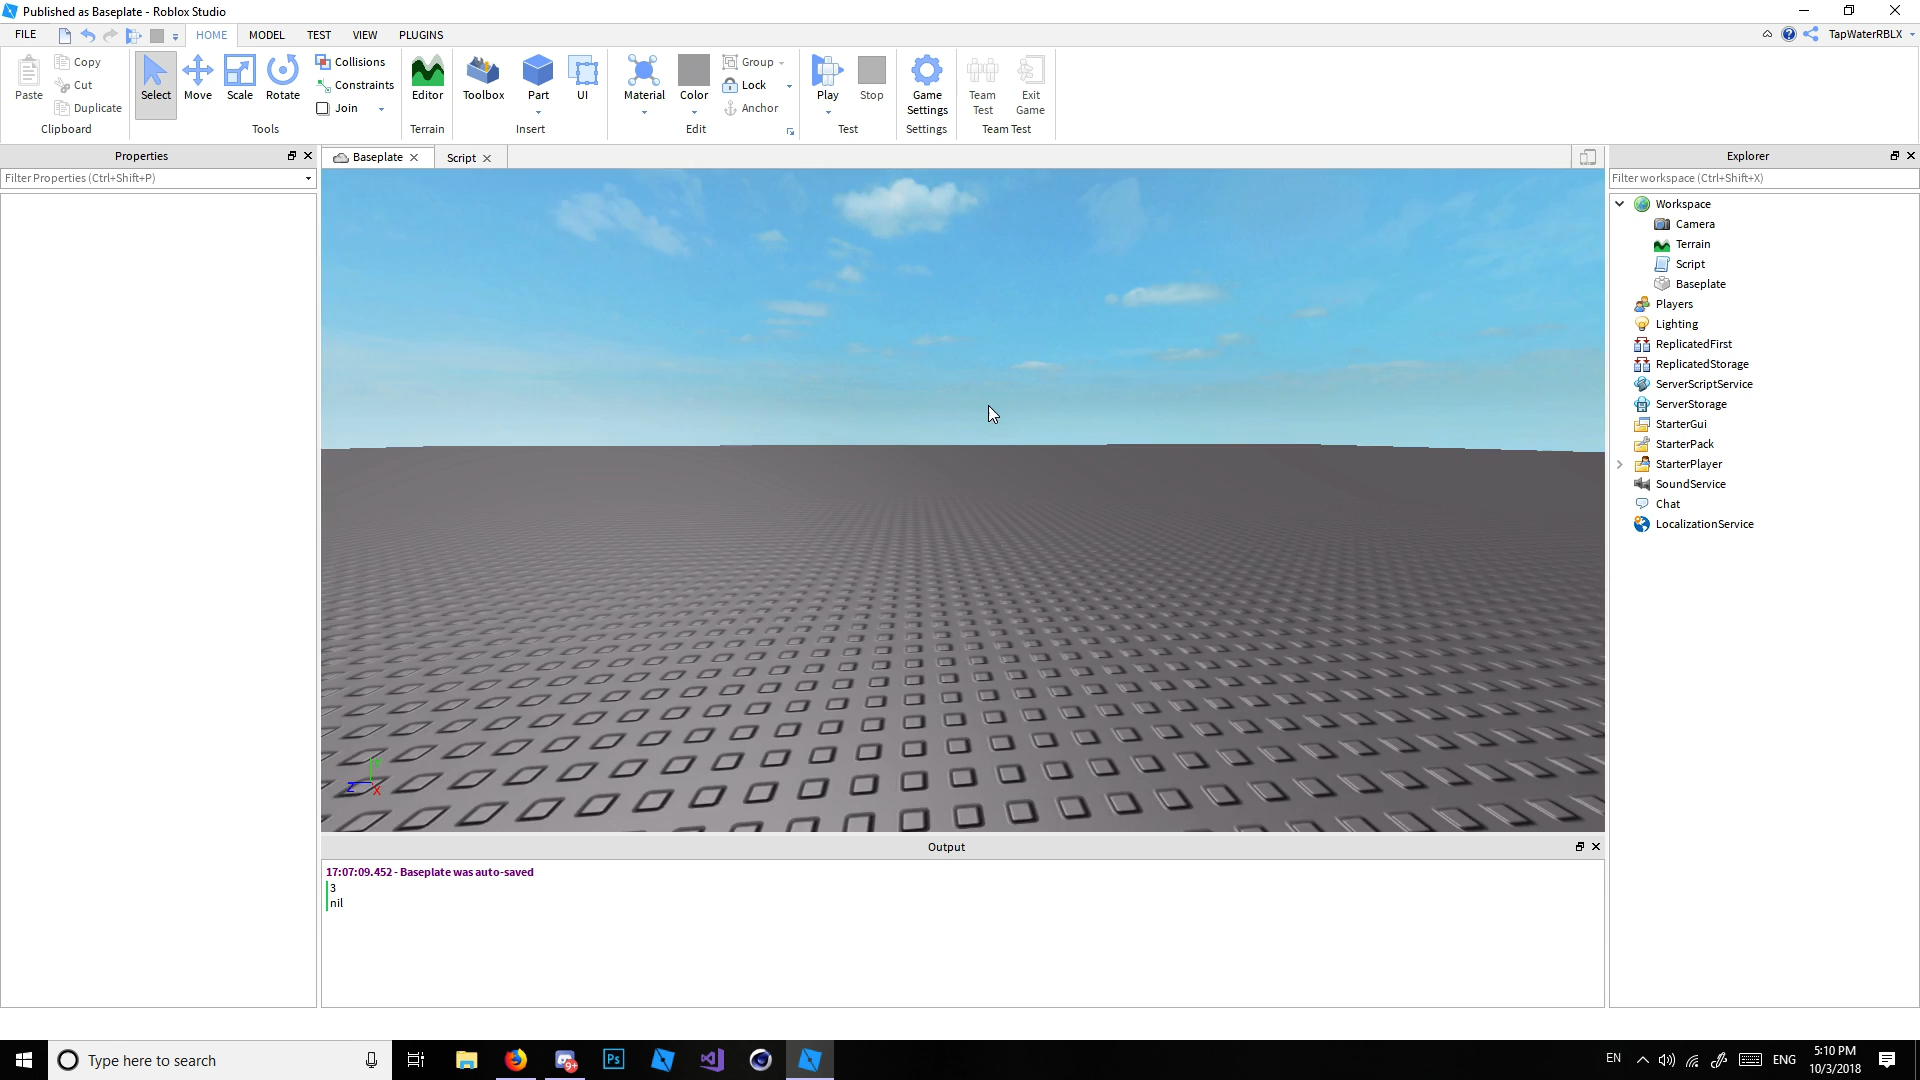 Published as Baseplate - Roblox Studio
FILE
HOME
MODEL
TEST
VIEW
PLUGINS
TapWaterRBLX
Paste
Copy
Cut
Duplicate
Clipboard
Select
Move
Scale
Rotate
Collisions
Constraints
Join
Tools
Editor
Terrain
Toolbox
Part
UI
Insert
Material
Color
Group
Lock
Anchor
Edit
Play
Stop
Test
Game
Settings
Settings
Team
Test
Exit
Game
Team Test
Properties
Filter Properties (Ctrl+Shift+P)
Baseplate
Script
Explorer
Filter workspace (Ctrl+Shift+X)
Workspace
Camera
Terrain
Script
Baseplate
Players
Lighting
ReplicatedFirst
ReplicatedStorage
ServerScriptService
ServerStorage
StarterGui
StarterPack
StarterPlayer
SoundService
Chat
LocalizationService
Y
Z
X
Output
17:07:09.452 - Baseplate was auto-saved
3
nil
Type here to search
9+
Ps
EN
ENG
5:10 PM
10/3/2018